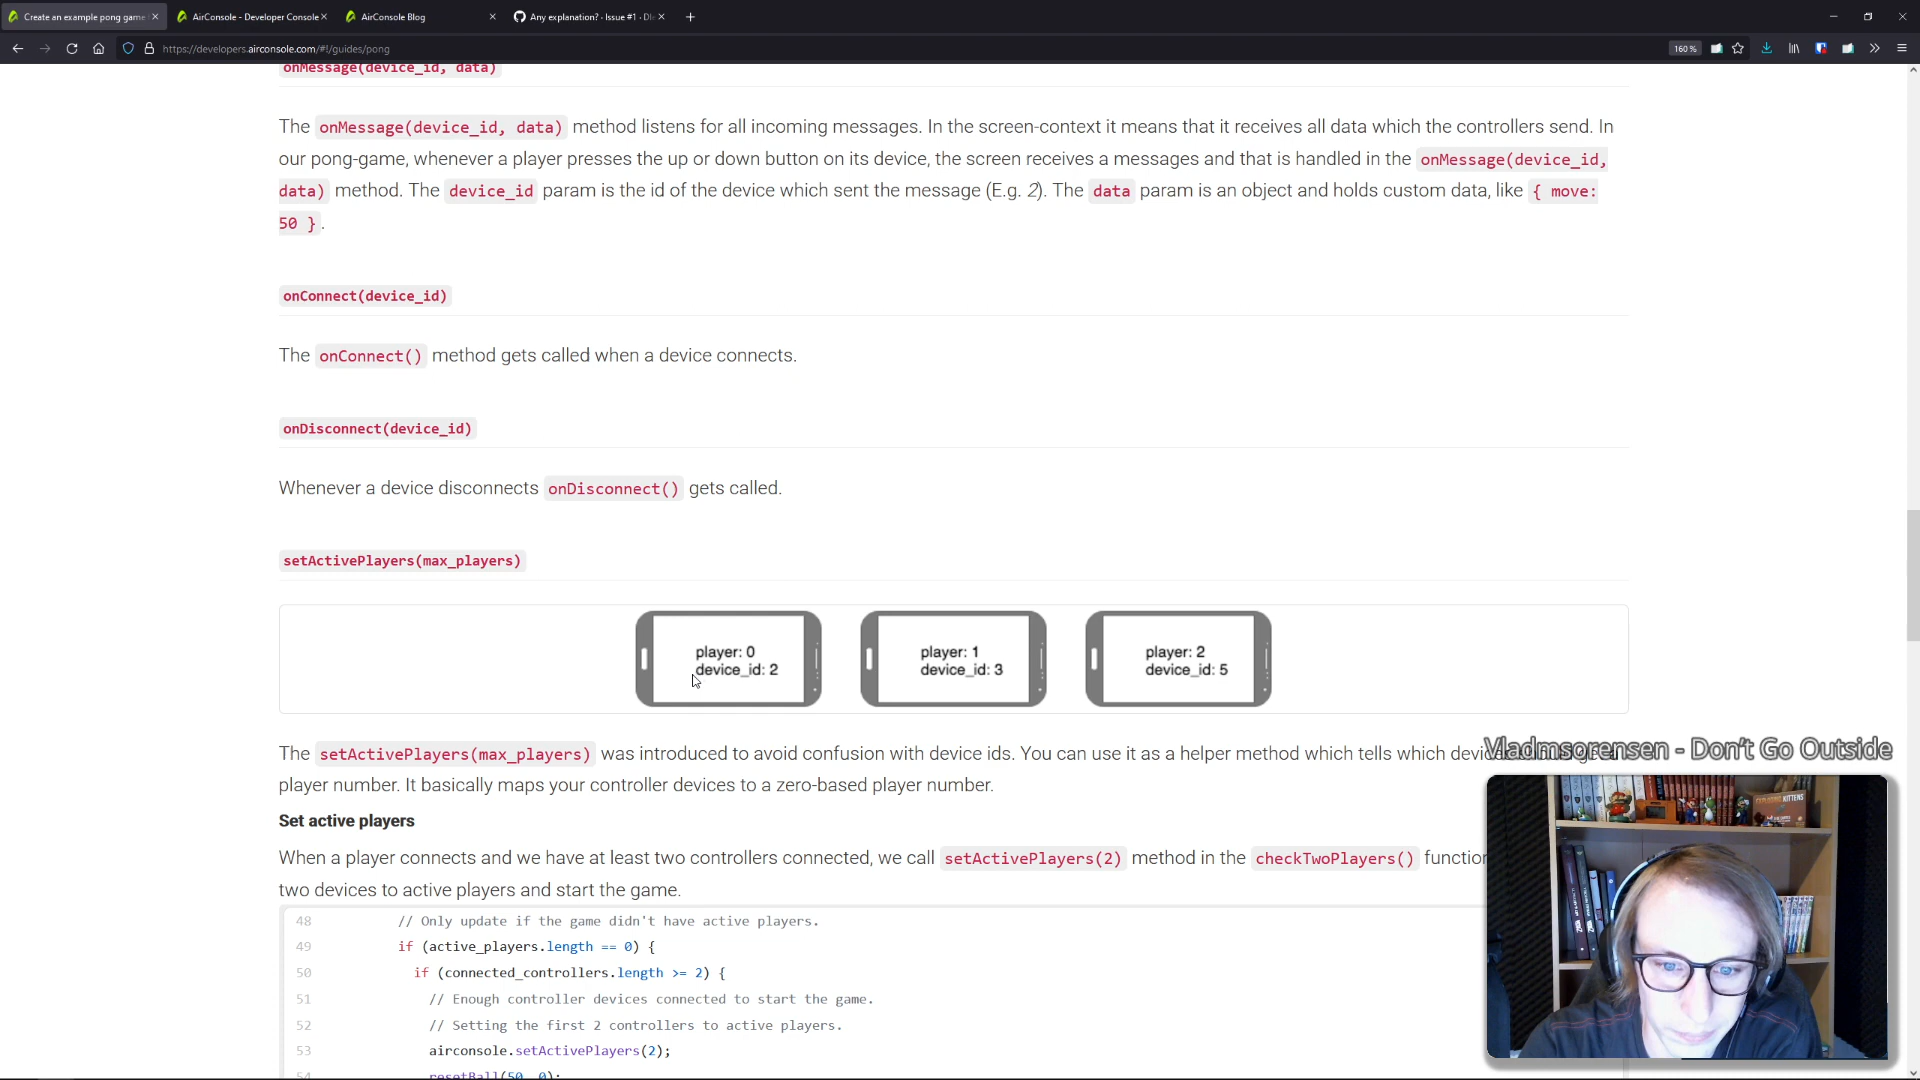 Create an example pong game
AirConsole - Developer Console
AirConsole Blog
Any explanation? · Issue #1 · Dle
https://developers.airconsole.com/#!/guides/pong
160%
onMessage(device_id, data)
The onMessage(device_id, data) method listens for all incoming messages. In the screen-context it means that it receives all data which the controllers send. In
our pong-game, whenever a player presses the up or down button on its device, the screen receives a messages and that is handled in the onMessage(device_id,
data) method. The device_id param is the id of the device which sent the message (E.g. 2). The data param is an object and holds custom data, like { move:
50 } .
onConnect(device_id)
The onConnect() method gets called when a device connects.
onDisconnect(device_id)
Whenever a device disconnects onDisconnect() gets called.
setActivePlayers(max_players)
player: 0
device_id: 2
player: 1
device_id: 3
player: 2
device_id: 5
Vladmsorensen - Don't Go Outside
The setActivePlayers(max_players) was introduced to avoid confusion with device ids. You can use it as a helper method which tells which
player number. It basically maps your controller devices to a zero-based player number.
Set active players
When a player connects and we have at least two controllers connected, we call setActivePlayers(2) method in the checkTwoPlayers() function
two devices to active players and start the game.
48 // Only update if the game didn't have active players.
49 if (active_players.length == 0) {
50 if (connected_controllers.length >= 2) {
51 // Enough controller devices connected to start the game.
52 // Setting the first 2 controllers to active players.
53 airconsole.setActivePlayers(2);
54 resetBall(50, 0);
EXPLODING KITTENS